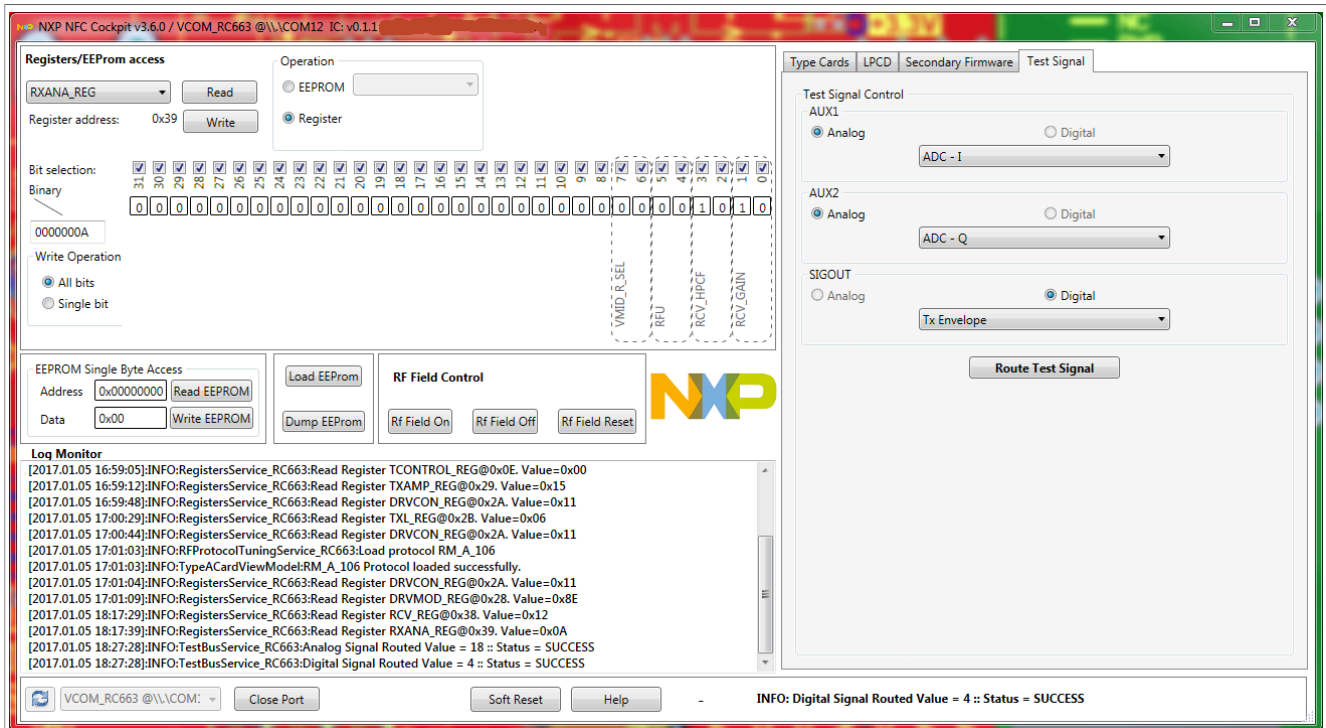 NXP NFC Cockpit v3.6.0 / VCOM_RC663 @\\.\COM12 IC: v0.1.1
Registers/EEProm access
RXANA_REG
Read
Register address:
0x39
Write
Operation
EEPROM
Register
Bit selection:
31 30 29 28 27 26 25 24 23 22 21 20 19 18 17 16 15 14 13 12 11 10 9 8 7 6 5 4 3 2 1 0
Binary
0 0 0 0 0 0 0 0 0 0 0 0 0 0 0 0 0 0 0 0 0 0 0 0 0 0 0 0 1 0 1 0
0000000A
Write Operation
All bits
Single bit
VMID_R_SEL
RFU
RCV_HPCF
RCV_GAIN
EEPROM Single Byte Access
Address 0x00000000 Read EEPROM
Data 0x00 Write EEPROM
Load EEProm
Dump EEProm
RF Field Control
Rf Field On Rf Field Off Rf Field Reset
NXP
Log Monitor
[2017.01.05 16:59:05]:INFO:RegistersService_RC663:Read Register TCONTROL_REG@0x0E. Value=0x00
[2017.01.05 16:59:12]:INFO:RegistersService_RC663:Read Register TXAMP_REG@0x29. Value=0x15
[2017.01.05 16:59:48]:INFO:RegistersService_RC663:Read Register DRVCON_REG@0x2A. Value=0x11
[2017.01.05 17:00:29]:INFO:RegistersService_RC663:Read Register TXL_REG@0x2B. Value=0x06
[2017.01.05 17:00:44]:INFO:RegistersService_RC663:Read Register DRVCON_REG@0x2A. Value=0x11
[2017.01.05 17:01:03]:INFO:RFProtocolTuningService_RC663:Load protocol RM_A_106
[2017.01.05 17:01:03]:INFO:TypeACardViewModel:RM_A_106 Protocol loaded successfully.
[2017.01.05 17:01:04]:INFO:RegistersService_RC663:Read Register DRVCON_REG@0x2A. Value=0x11
[2017.01.05 17:01:09]:INFO:RegistersService_RC663:Read Register DRVMOD_REG@0x28. Value=0x8E
[2017.01.05 18:17:29]:INFO:RegistersService_RC663:Read Register RCV_REG@0x38. Value=0x12
[2017.01.05 18:17:39]:INFO:RegistersService_RC663:Read Register RXANA_REG@0x39. Value=0x0A
[2017.01.05 18:27:28]:INFO:TestBusService_RC663:Analog Signal Routed Value = 18 :: Status = SUCCESS
[2017.01.05 18:27:28]:INFO:TestBusService_RC663:Digital Signal Routed Value = 4 :: Status = SUCCESS
Type Cards LPCD Secondary Firmware Test Signal
Test Signal Control
AUX1
Analog Digital
ADC - I
AUX2
Analog Digital
ADC - Q
SIGOUT
Analog Digital
Tx Envelope
Route Test Signal
VCOM_RC663 @\\.\COM: Close Port Soft Reset Help - INFO: Digital Signal Routed Value = 4 :: Status = SUCCESS